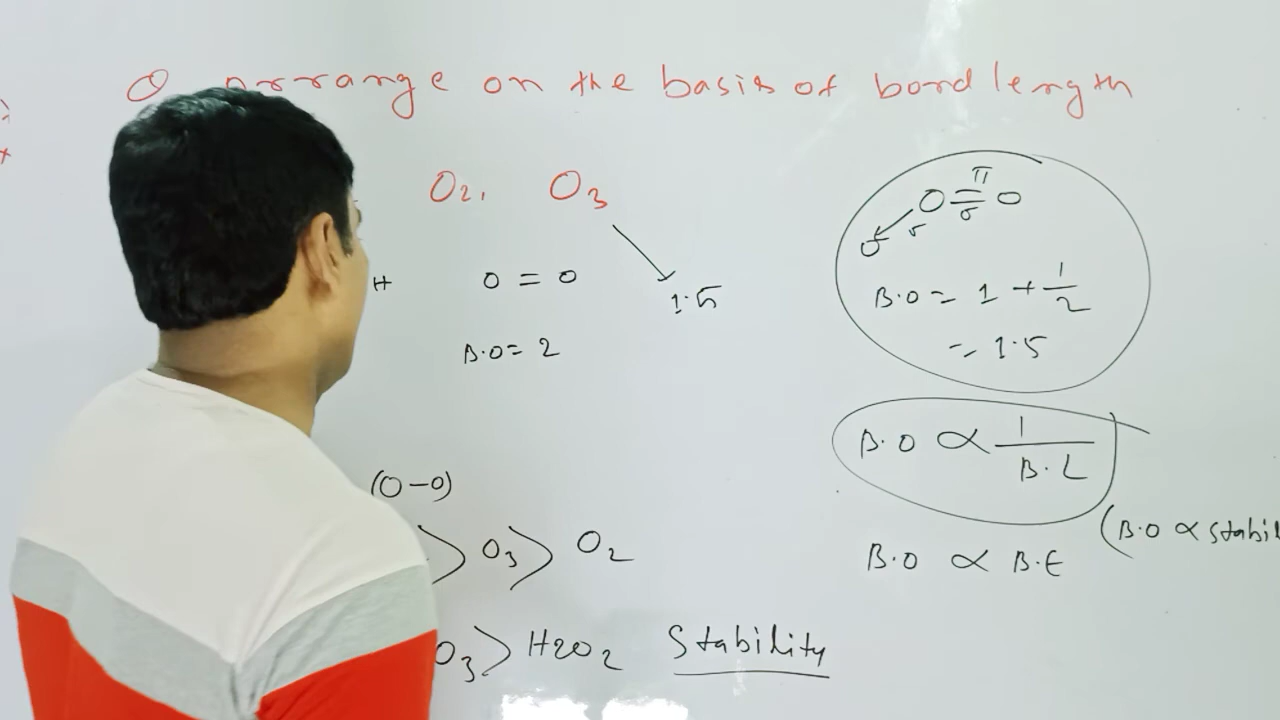 Q arrange on the basis of bond length
O2, O3
H O = O 1.5
B.O = 2
(O-O)
> O3 > O2
O3 > H2O2 Stability
π
O = O
σ
O σ
B.O = 1 + 1/2
= 1.5
B.O ∝ 1/B.L
(B.O ∝ stabil
B.O ∝ B.E